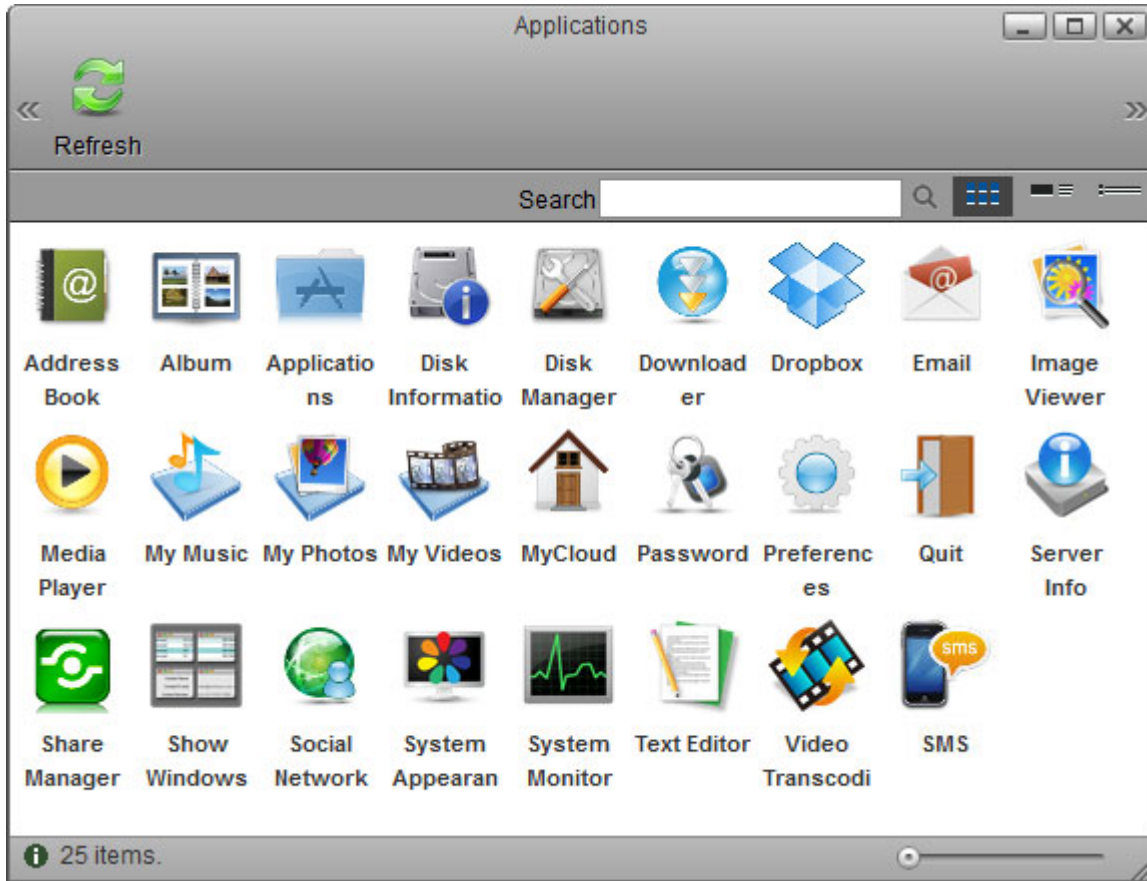 Applications
Refresh
Search
Address Album Applicatio Disk Disk Download Dropbox Email Image
Book ns Informatio Manager er Viewer
Media My Music My Photos My Videos MyCloud Password Preferenc Quit Server
Player es Info
sms
Share Show Social System System Text Editor Video SMS
Manager Windows Network Appearan Monitor Transcodi
25 items.